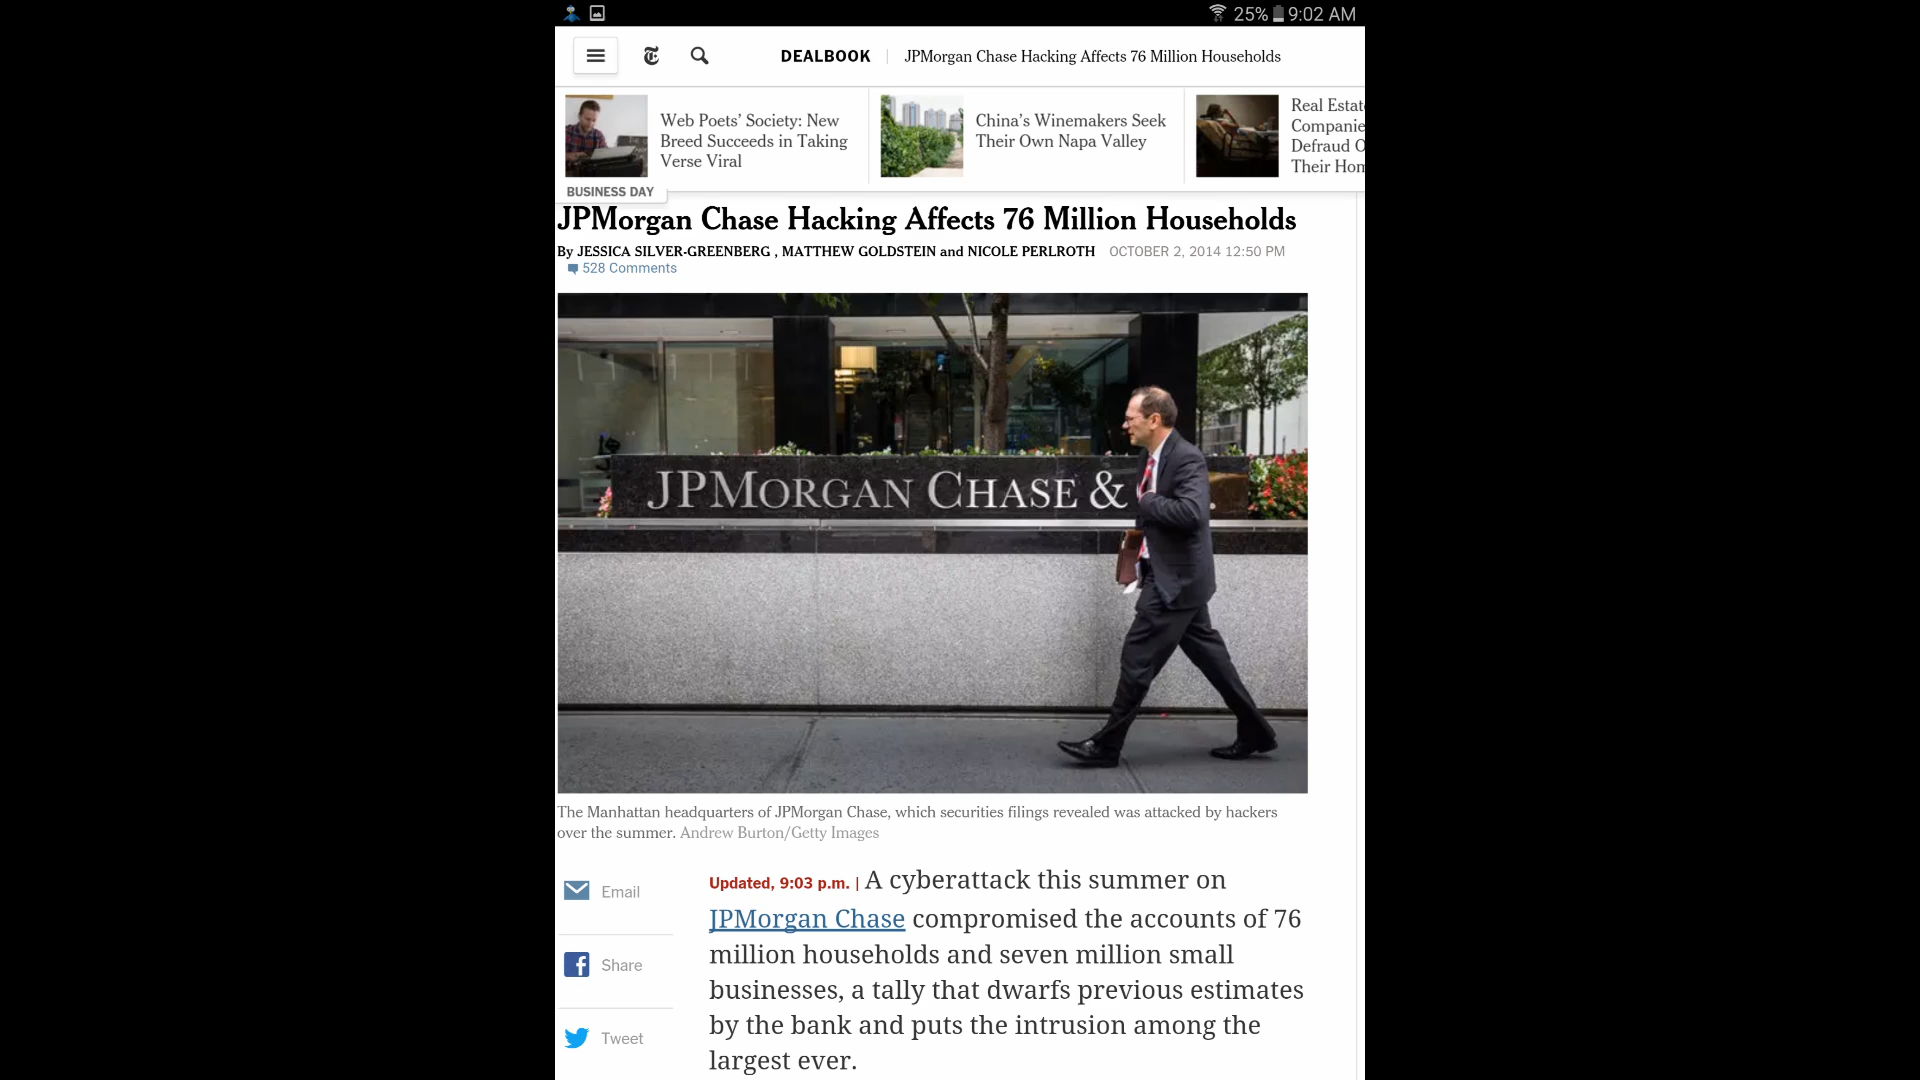 25% 9:02 AM
DEALBOOK | JPMorgan Chase Hacking Affects 76 Million Households
Web Poets' Society: New
Breed Succeeds in Taking
Verse Viral
China's Winemakers Seek
Their Own Napa Valley
Real Estat
Companie
Defraud O
Their Hom
BUSINESS DAY
JPMorgan Chase Hacking Affects 76 Million Households
By JESSICA SILVER-GREENBERG , MATTHEW GOLDSTEIN and NICOLE PERLROTH OCTOBER 2, 2014 12:50 PM
528 Comments
JPMORGAN CHASE &
The Manhattan headquarters of JPMorgan Chase, which securities filings revealed was attacked by hackers
over the summer. Andrew Burton/Getty Images
Email
Share
Tweet
Updated, 9:03 p.m. | A cyberattack this summer on
JPMorgan Chase compromised the accounts of 76
million households and seven million small
businesses, a tally that dwarfs previous estimates
by the bank and puts the intrusion among the
largest ever.